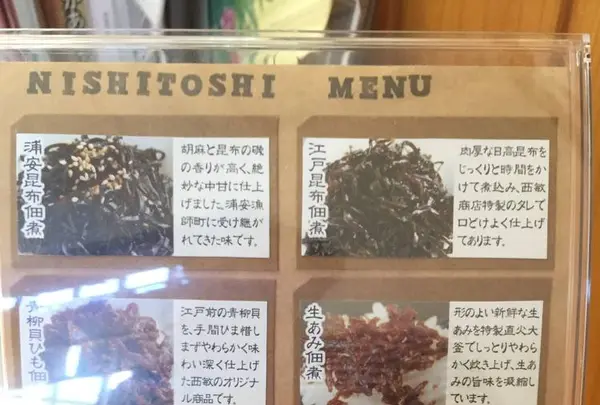 NISHITOSHI MENU
浦安昆布佃煮
胡麻と昆布の磯
の香りが高く、絶
妙な中甘に仕上
げました。浦安漁
師町に受け継が
れてきた味です。
江戸昆布佃煮
肉厚な日高昆布を
じっくりと時間をか
けて煮込み、西敏
商店特製のタレで
口どけよく仕上げ
てあります。
青柳貝ひも佃
江戸前の青柳貝
を、手間ひま惜し
まずやわらかく味
わい深く仕上げ
た西敏のオリジナ
ル商品です。
生あみ佃煮
形のよい新鮮な生
あみを特製直火大
釜でしっとりやわら
かく炊き上げ、生あ
みの旨味を凝縮し
ています。